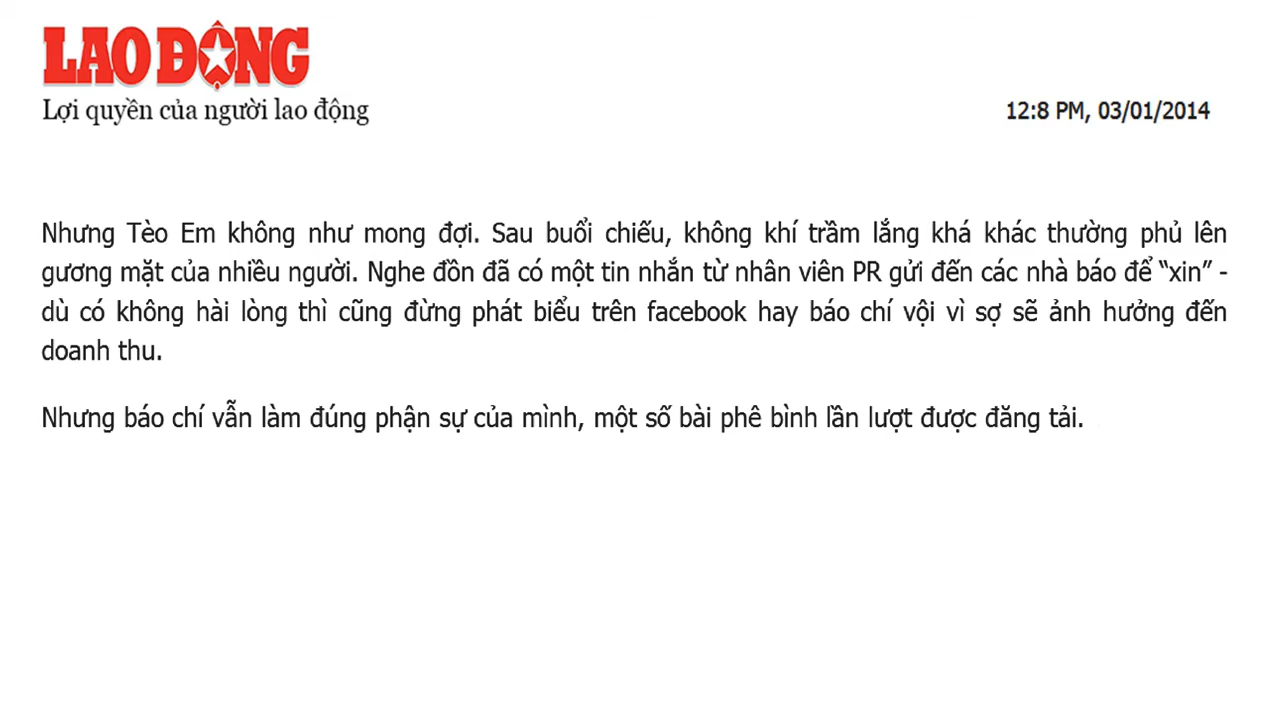 LAO ĐỘNG
Lợi quyền của người lao động
12:8 PM, 03/01/2014
Nhưng Tèo Em không như mong đợi. Sau buổi chiếu, không khí trầm lắng khá khác thường phủ lên
gương mặt của nhiều người. Nghe đồn đã có một tin nhắn từ nhân viên PR gửi đến các nhà báo để “xin” -
dù có không hài lòng thì cũng đừng phát biểu trên facebook hay báo chí vội vì sợ sẽ ảnh hưởng đến
doanh thu.
Nhưng báo chí vẫn làm đúng phận sự của mình, một số bài phê bình lần lượt được đăng tải.